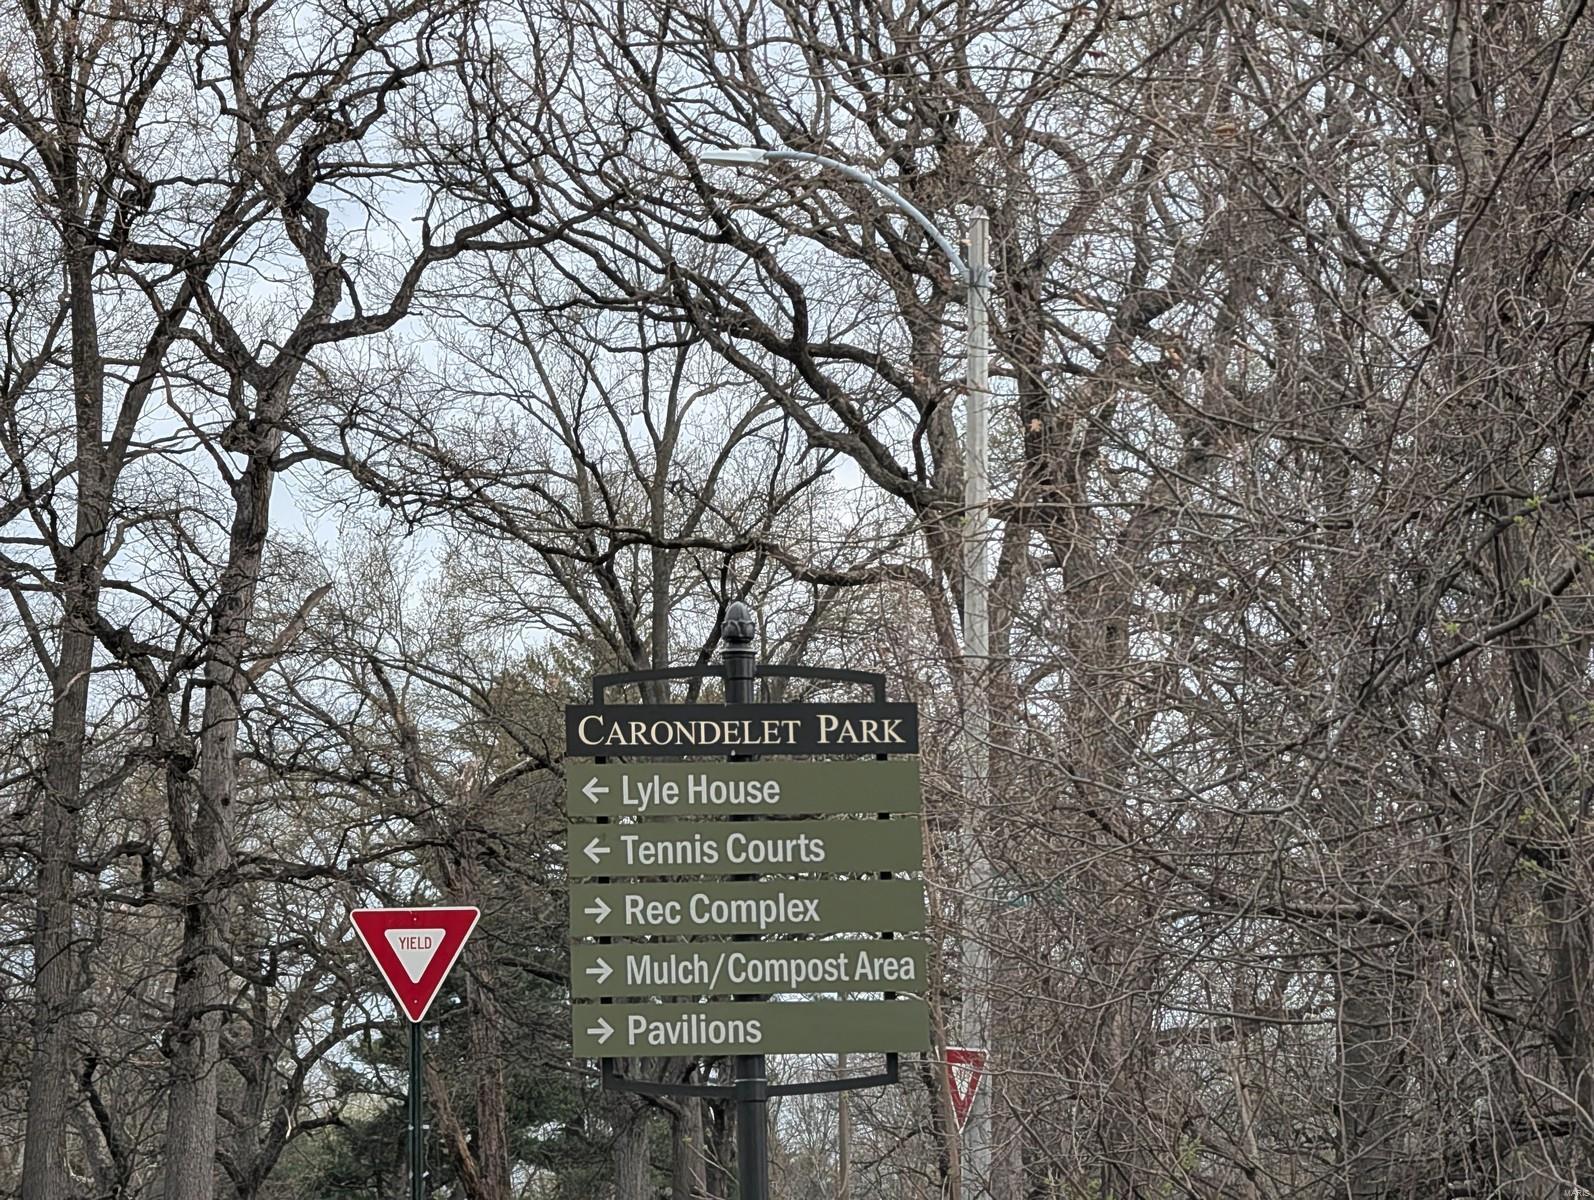 CARONDELET PARK
← Lyle House
← Tennis Courts
→ Rec Complex
→ Mulch/Compost Area
→ Pavilions
YIELD